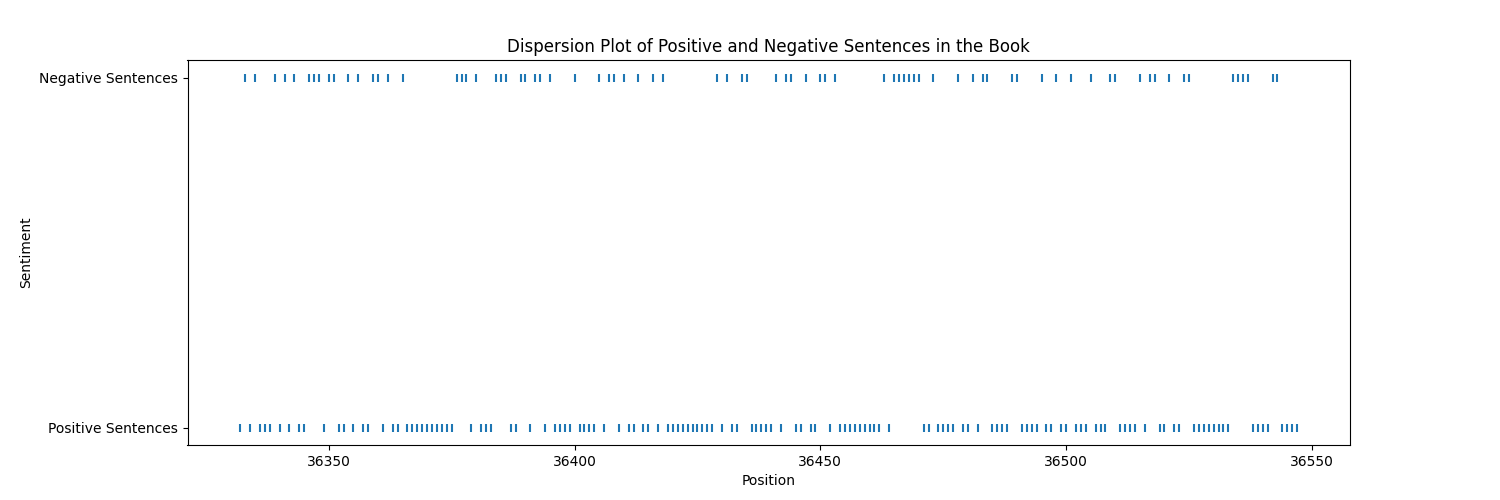 Dispersion Plot of Positive and Negative Sentences in the Book
Negative Sentences
Sentiment
Positive Sentences
36350 36400 36450 36500 36550
Position